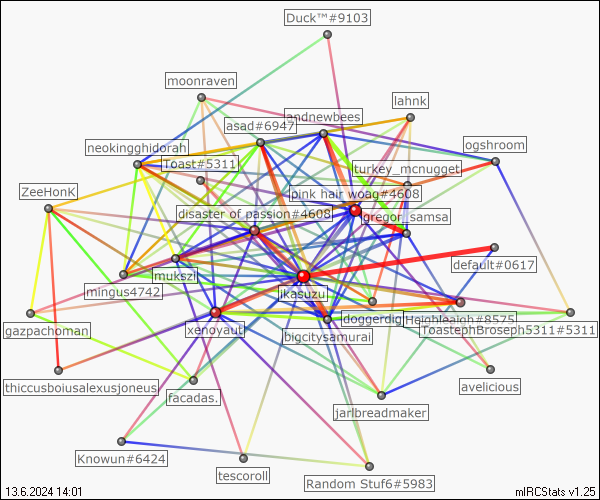 Duck™#9103
moonraven
lahnk
andnewbees
asad#6947
ogshroom
neokingghidorah
Toast#5311
turkey_mcnugget
ZeeHonK
pink hair woag#4608
disaster of passion#4608
gregor_samsa
default#0617
mukszi
mingus4742
ikasuzu
gazpachoman
xenoyaut
doggerdig
Heighleaigh#8575
ToastephBroseph5311#5311
bigcitysamurai
thiccusboiusalexusjoneus
avelicious
facadas.
jarlbreadmaker
Knowun#6424
tescoroll
Random Stuf6#5983
13.6.2024 14:01
mIRCStats v1.25